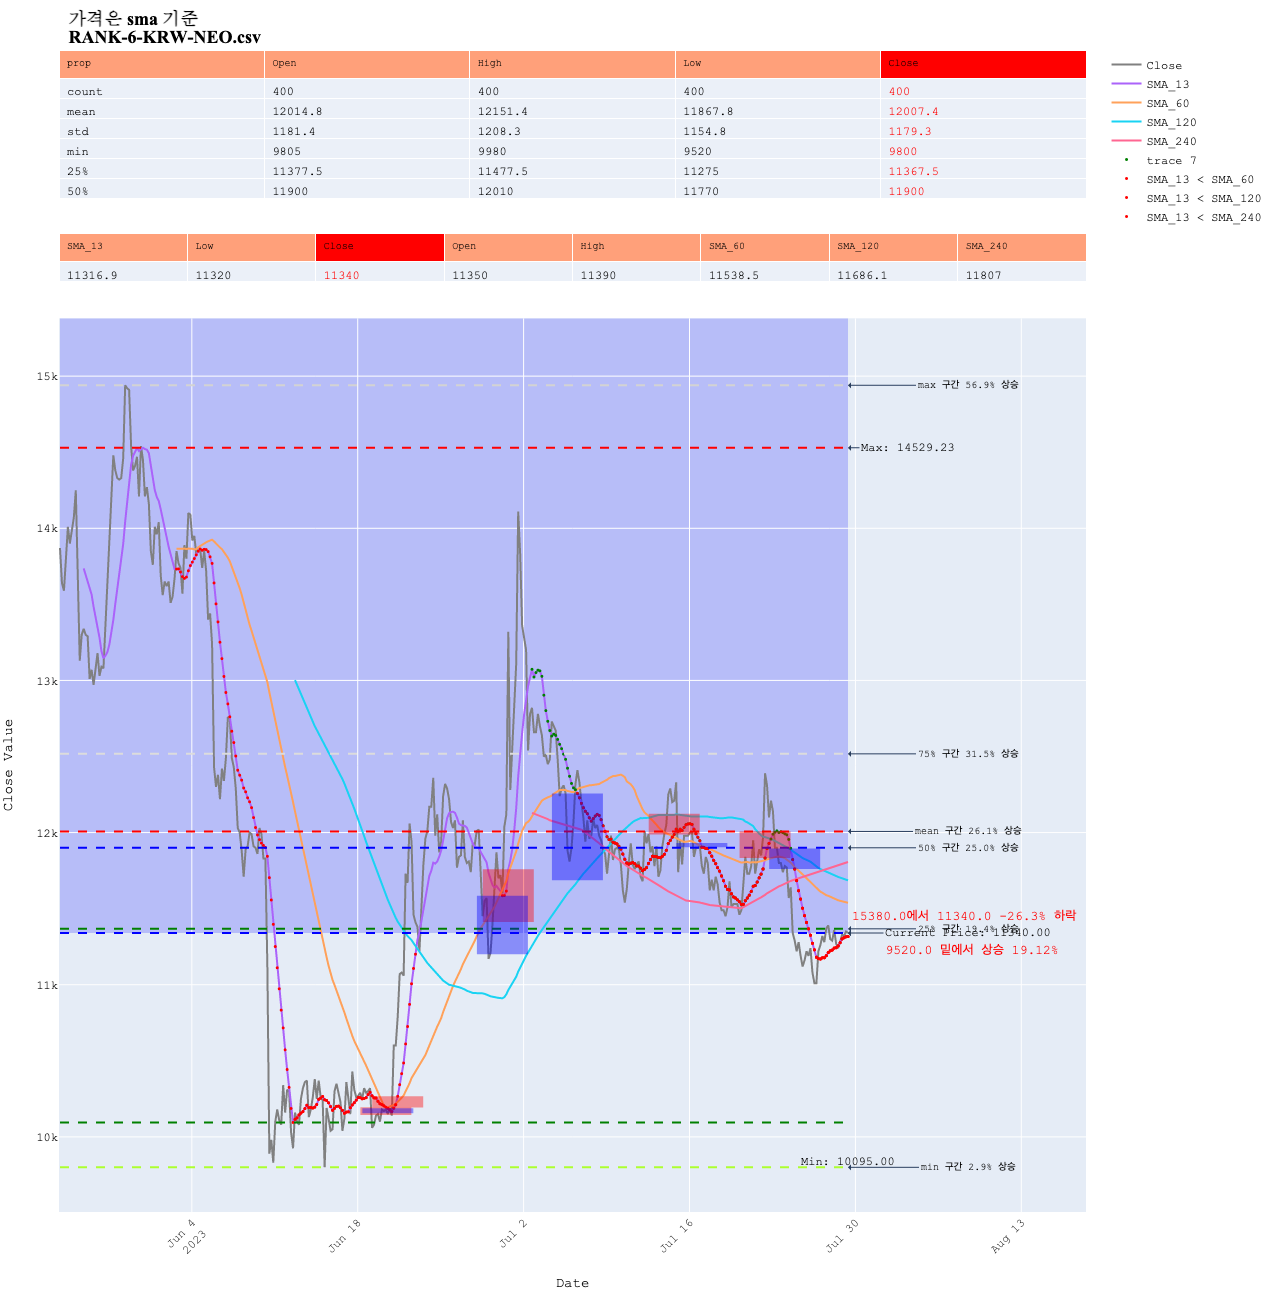 가격은 sma 기준
RANK-6-KRW-NEO.csv
prop Open High Low Close
count 400 400 400 400
mean 12014.8 12151.4 11867.8 12007.4
std 1181.4 1208.3 1154.8 1179.3
min 9805 9980 9520 9800
25% 11377.5 11477.5 11275 11367.5
50% 11900 12010 11770 11900
SMA_13 Low Close Open High SMA_60 SMA_120 SMA_240
11316.9 11320 11340 11350 11390 11538.5 11686.1 11807
Close
SMA_13
SMA_60
SMA_120
SMA_240
trace 7
SMA_13 < SMA_60
SMA_13 < SMA_120
SMA_13 < SMA_240
15k
14k
13k
12k
11k
10k
Close Value
max 구간 56.9% 상승
Max: 14529.23
75% 구간 31.5% 상승
mean 구간 26.1% 상승
50% 구간 25.0% 상승
15380.0에서 11340.0 -26.3% 하락
25% 구간 19.4% 상승
Current Price: 11340.00
9520.0 밑에서 상승 19.12%
Min: 10095.00
min 구간 2.9% 상승
Jun 4
2023
Jun 18
Jul 2
Jul 16
Jul 30
Aug 13
Date